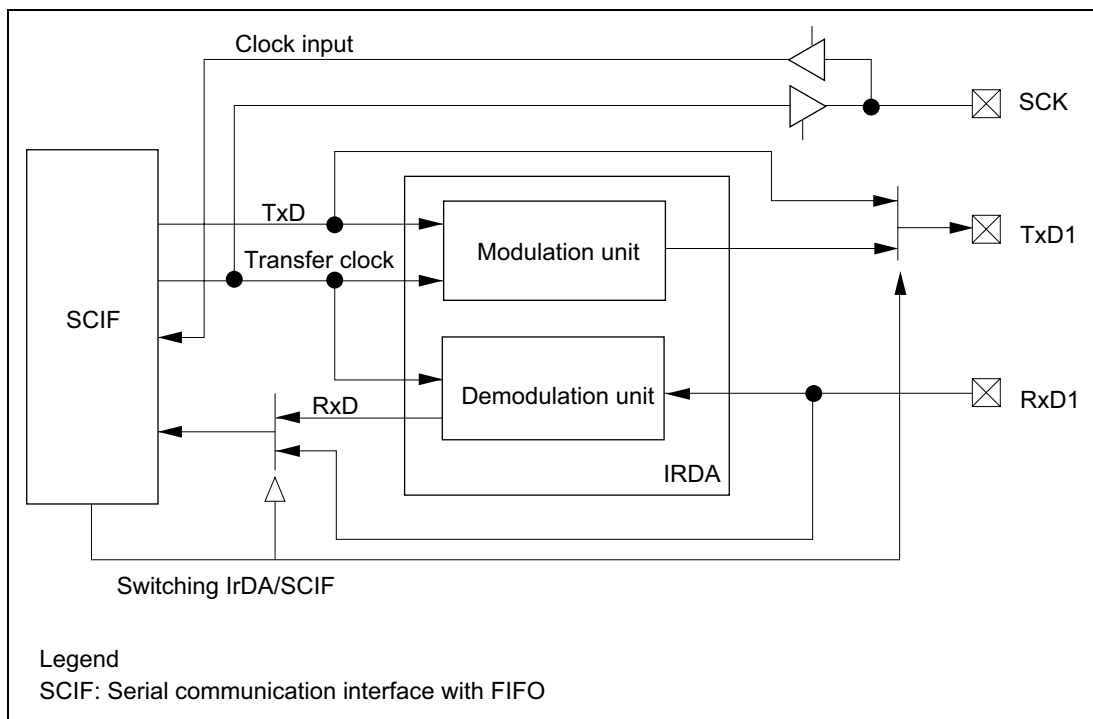 Clock input
SCK
TxD
TxD1
Modulation unit
Transfer clock
SCIF
Demodulation unit
RxD
RxD1
IRDA
Switching IrDA/SCIF
Legend
SCIF: Serial communication interface with FIFO